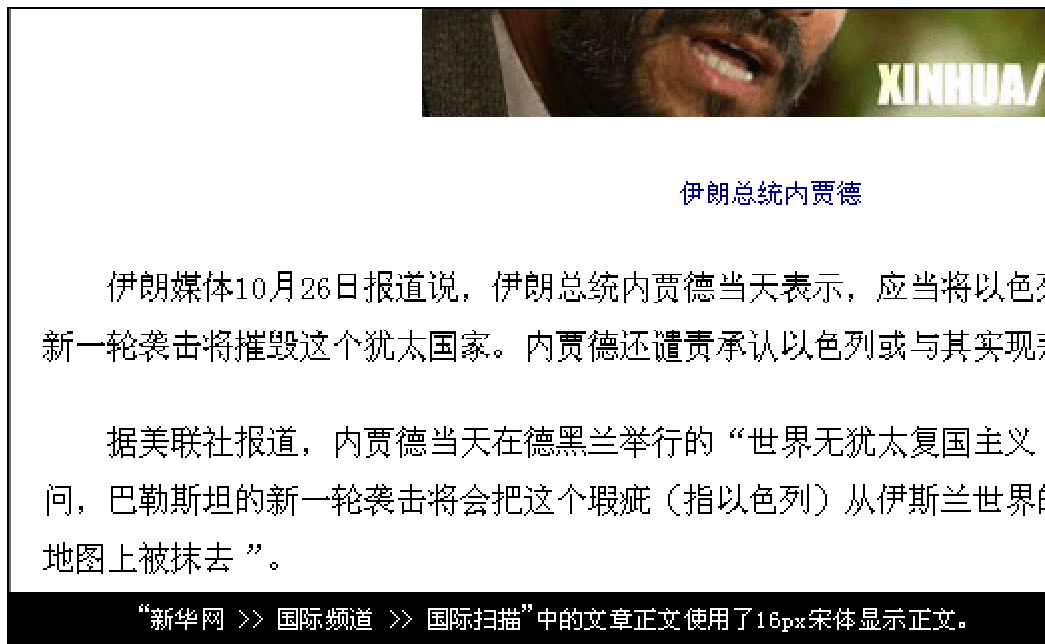 XINHUA/
伊朗总统内贾德
伊朗媒体10月26日报道说，伊朗总统内贾德当天表示，应当将以色列
新一轮袭击将摧毁这个犹太国家。内贾德还谴责承认以色列或与其实现
据美联社报道，内贾德当天在德黑兰举行的“世界无犹太复国主义
问，巴勒斯坦的新一轮袭击将会把这个瑕疵（指以色列）从伊斯兰世界的
地图上被抹去 ”。
“新华网 >> 国际频道 >> 国际扫描”中的文章正文使用了16px宋体显示正文。